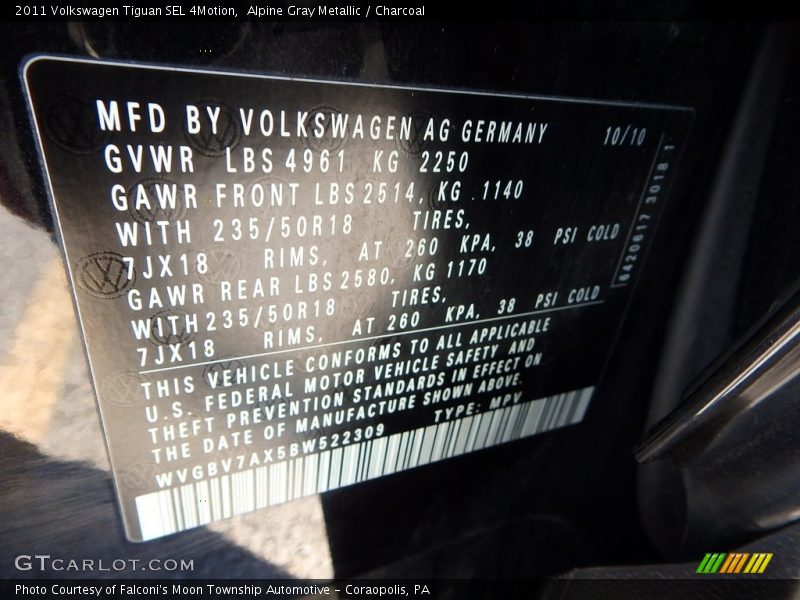 2011 Volkswagen Tiguan SEL 4Motion,  Alpine Gray Metallic / Charcoal
MFD BY VOLKSWAGEN AG GERMANY 10/10
GVWR LBS 4961 KG 2250
GAWR FRONT LBS 2514, KG 1140
WITH 235/50R18 TIRES,
7JX18 RIMS, AT 260 KPA, 38 PSI COLD
GAWR REAR LBS 2580, KG 1170
WITH 235/50R18 TIRES,
7JX18 RIMS, AT 260 KPA, 38 PSI COLD
THIS VEHICLE CONFORMS TO ALL APPLICABLE
U.S. FEDERAL MOTOR VEHICLE SAFETY AND
THEFT PREVENTION STANDARDS IN EFFECT ON
THE DATE OF MANUFACTURE SHOWN ABOVE.
WVGBV7AX5BW522309 TYPE: MPV
3018 1
GTCARLOT.COM
Photo Courtesy of Falconi's Moon Township Automotive – Coraopolis, PA